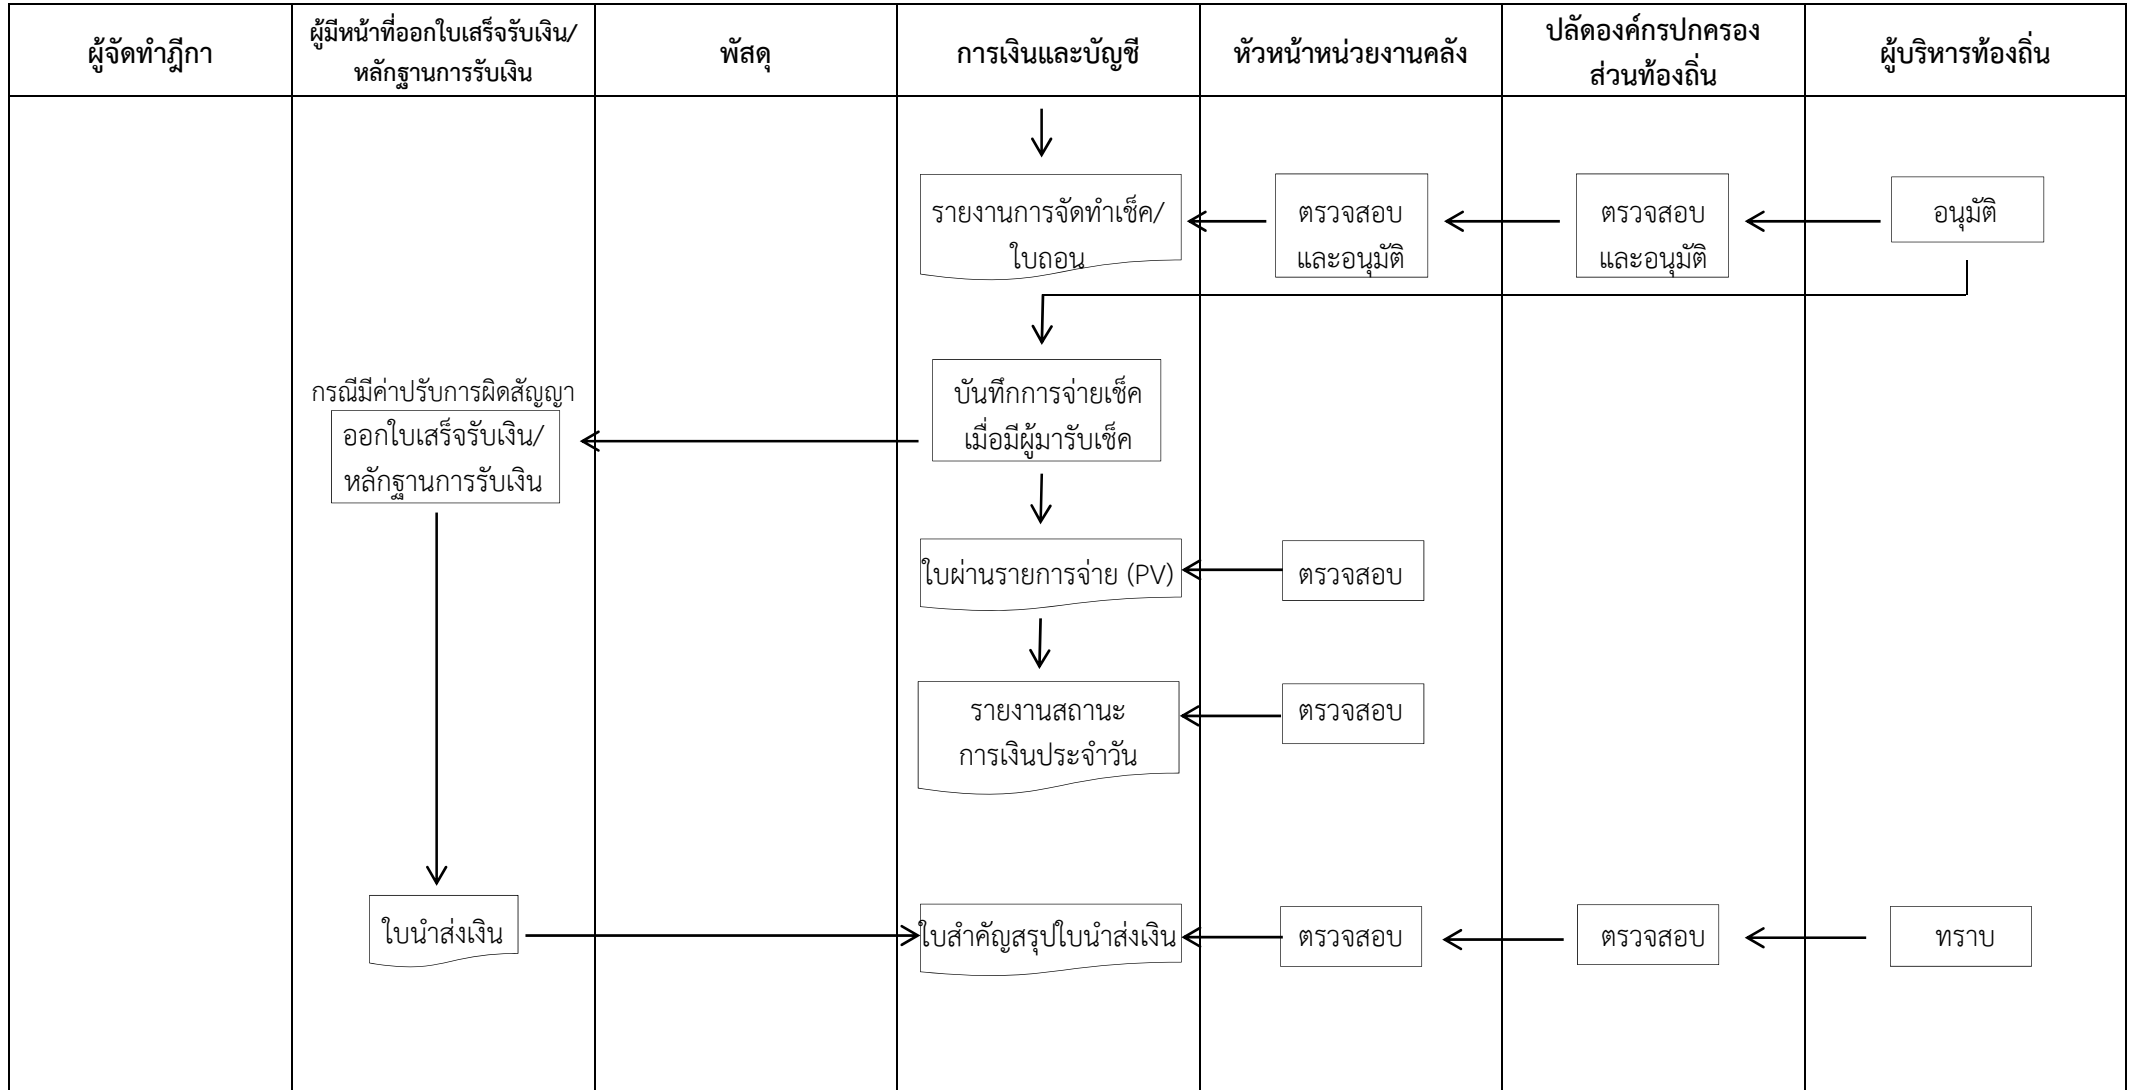 ผู้จัดทำฎีกา
ผู้มีหน้าที่ออกใบเสร็จรับเงิน/
หลักฐานการรับเงิน
พัสดุ
การเงินและบัญชี
หัวหน้าหน่วยงานคลัง
ปลัดองค์กรปกครอง
ส่วนท้องถิ่น
ผู้บริหารท้องถิ่น
รายงานการจัดทำเช็ค/
ใบถอน
ตรวจสอบ
และอนุมัติ
ตรวจสอบ
และอนุมัติ
อนุมัติ
กรณีมีค่าปรับการผิดสัญญา
ออกใบเสร็จรับเงิน/
หลักฐานการรับเงิน
บันทึกการจ่ายเช็ค
เมื่อมีผู้มารับเช็ค
ใบผ่านรายการจ่าย (PV)
ตรวจสอบ
รายงานสถานะ
การเงินประจำวัน
ตรวจสอบ
ใบนำส่งเงิน
ใบสำคัญสรุปใบนำส่งเงิน
ตรวจสอบ
ตรวจสอบ
ทราบ